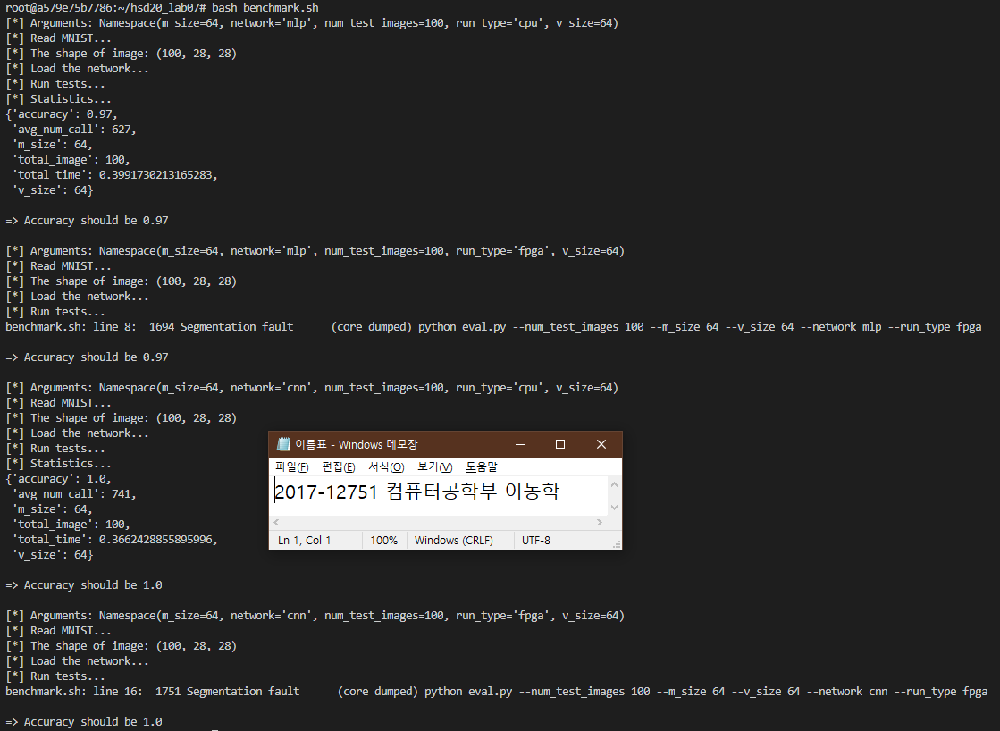 root@a579e75b7786:~/hsd20_lab07# bash benchmark.sh
[*] Arguments: Namespace(m_size=64, network='mlp', num_test_images=100, run_type='cpu', v_size=64)
[*] Read MNIST...
[*] The shape of image: (100, 28, 28)
[*] Load the network...
[*] Run tests...
[*] Statistics...
{'accuracy': 0.97,
 'avg_num_call': 627,
 'm_size': 64,
 'total_image': 100,
 'total_time': 0.3991730213165283,
 'v_size': 64}
=> Accuracy should be 0.97
[*] Arguments: Namespace(m_size=64, network='mlp', num_test_images=100, run_type='fpga', v_size=64)
[*] Read MNIST...
[*] The shape of image: (100, 28, 28)
[*] Load the network...
[*] Run tests...
benchmark.sh: line 8:  1694 Segmentation fault      (core dumped) python eval.py --num_test_images 100 --m_size 64 --v_size 64 --network mlp --run_type fpga
=> Accuracy should be 0.97
[*] Arguments: Namespace(m_size=64, network='cnn', num_test_images=100, run_type='cpu', v_size=64)
[*] Read MNIST...
[*] The shape of image: (100, 28, 28)
[*] Load the network...
[*] Run tests...
[*] Statistics...
{'accuracy': 1.0,
 'avg_num_call': 741,
 'm_size': 64,
 'total_image': 100,
 'total_time': 0.3662428855895996,
 'v_size': 64}
=> Accuracy should be 1.0
[*] Arguments: Namespace(m_size=64, network='cnn', num_test_images=100, run_type='fpga', v_size=64)
[*] Read MNIST...
[*] The shape of image: (100, 28, 28)
[*] Load the network...
[*] Run tests...
benchmark.sh: line 16:  1751 Segmentation fault      (core dumped) python eval.py --num_test_images 100 --m_size 64 --v_size 64 --network cnn --run_type fpga
=> Accuracy should be 1.0
이름표 - Windows 메모장
파일(F) 편집(E) 서식(O) 보기(V) 도움말
2017-12751 컴퓨터공학부 이동학
Ln 1, Col 1 100% Windows (CRLF) UTF-8